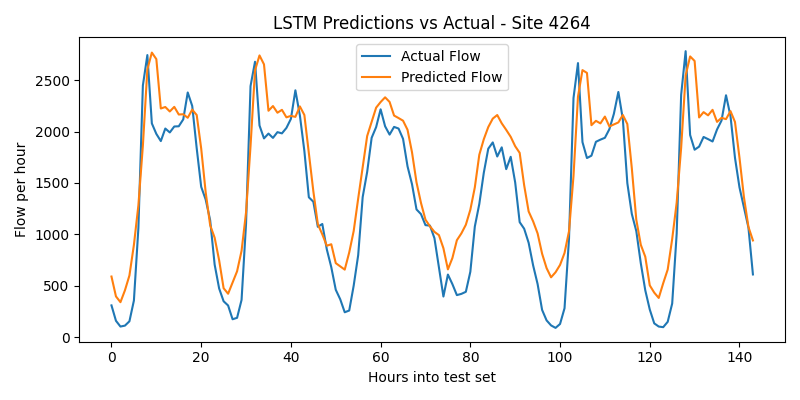 LSTM Predictions vs Actual - Site 4264
Actual Flow
Predicted Flow
Flow per hour
2500
2000
1500
1000
500
0
0 20 40 60 80 100 120 140
Hours into test set